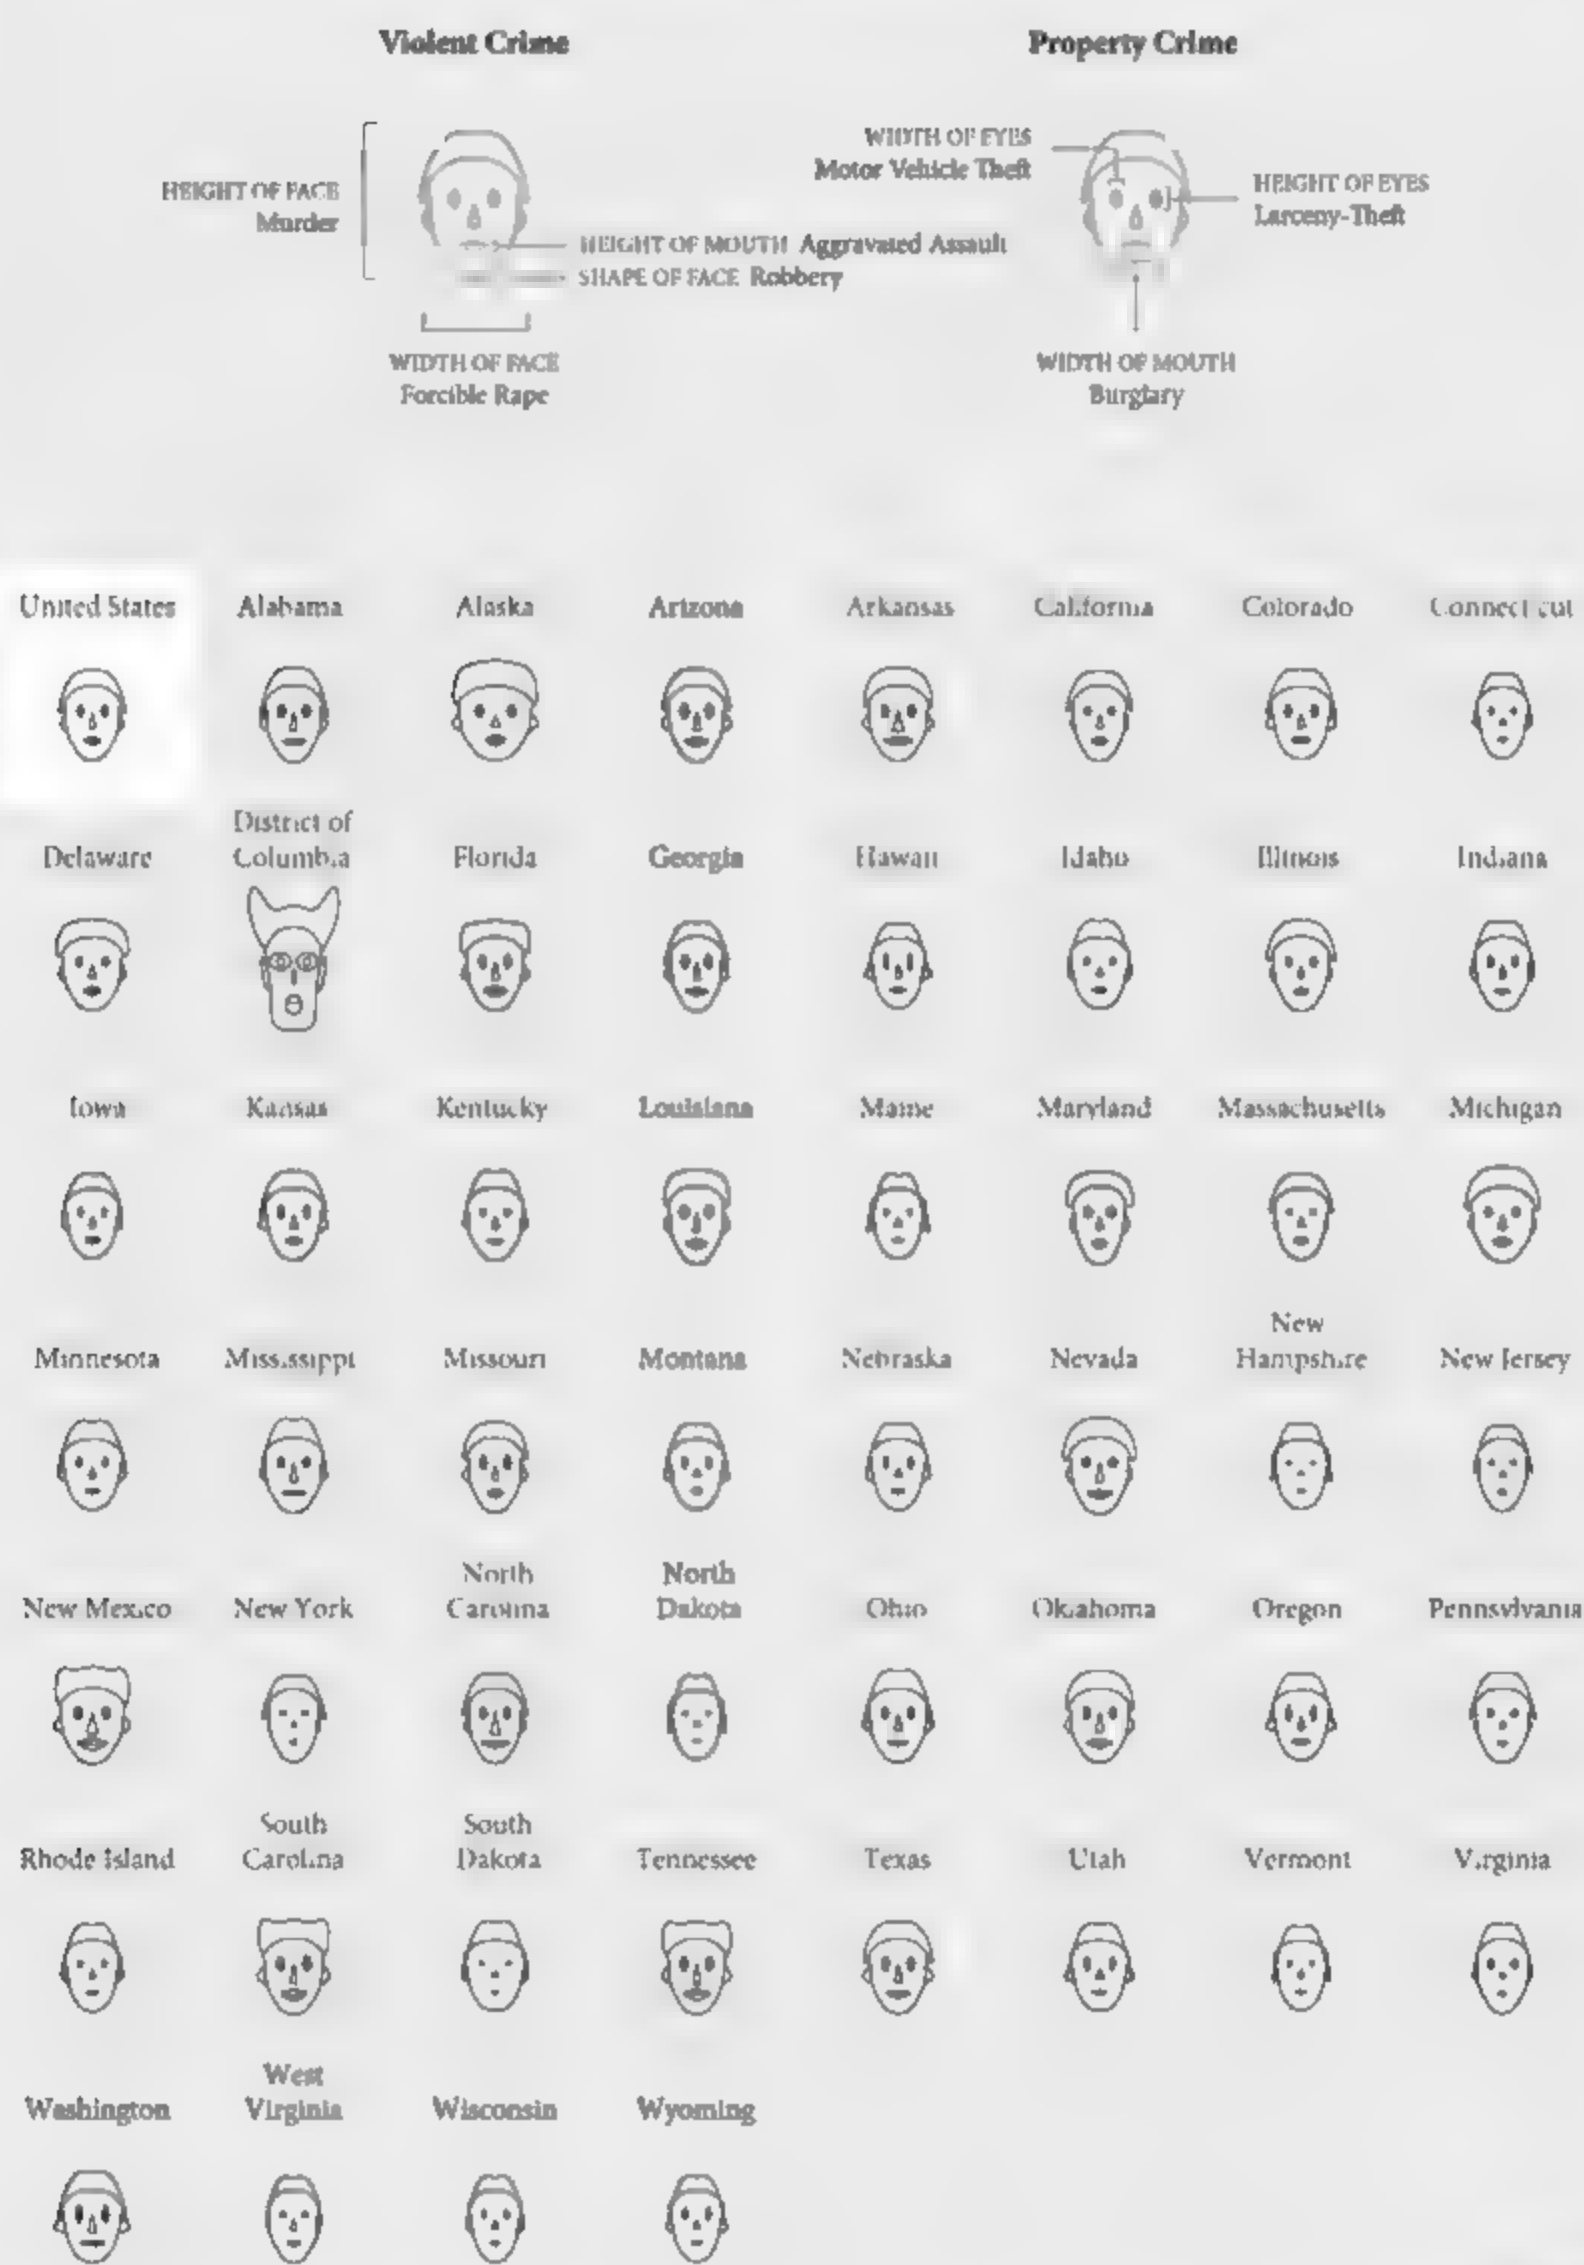 Violent Crime
Property Crime
HEIGHT OF FACE
Murder
HEIGHT OF MOUTH Aggravated Assault
SHAPE OF FACE Robbery
WIDTH OF FACE
Forcible Rape
WIDTH OF EYES
Motor Vehicle Theft
HEIGHT OF EYES
Larceny-Theft
WIDTH OF MOUTH
Burglary
United States
Alabama
Alaska
Arizona
Arkansas
California
Colorado
Connecticut
Delaware
District of
Columbia
Florida
Georgia
Hawaii
Idaho
Illinois
Indiana
Iowa
Kansas
Kentucky
Louisiana
Maine
Maryland
Massachusetts
Michigan
Minnesota
Mississippi
Missouri
Montana
Nebraska
Nevada
New
Hampshire
New Jersey
New Mexico
New York
North
Carolina
North
Dakota
Ohio
Oklahoma
Oregon
Pennsylvania
Rhode Island
South
Carolina
South
Dakota
Tennessee
Texas
Utah
Vermont
Virginia
Washington
West
Virginia
Wisconsin
Wyoming